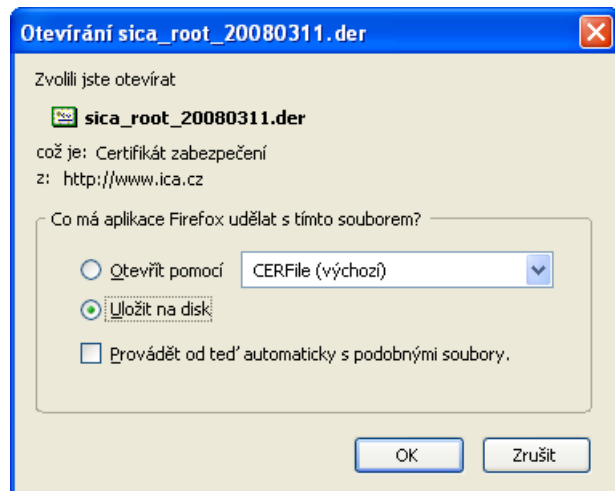 Otevírání sica_root_20080311.der
Zvolili jste otevírat
sica_root_20080311.der
což je: Certifikát zabezpečení
z: http://www.ica.cz
Co má aplikace Firefox udělat s tímto souborem?
Otevřít pomocí CERFile (výchozí)
Uložit na disk
Provádět od teď automaticky s podobnými soubory.
OK Zrušit